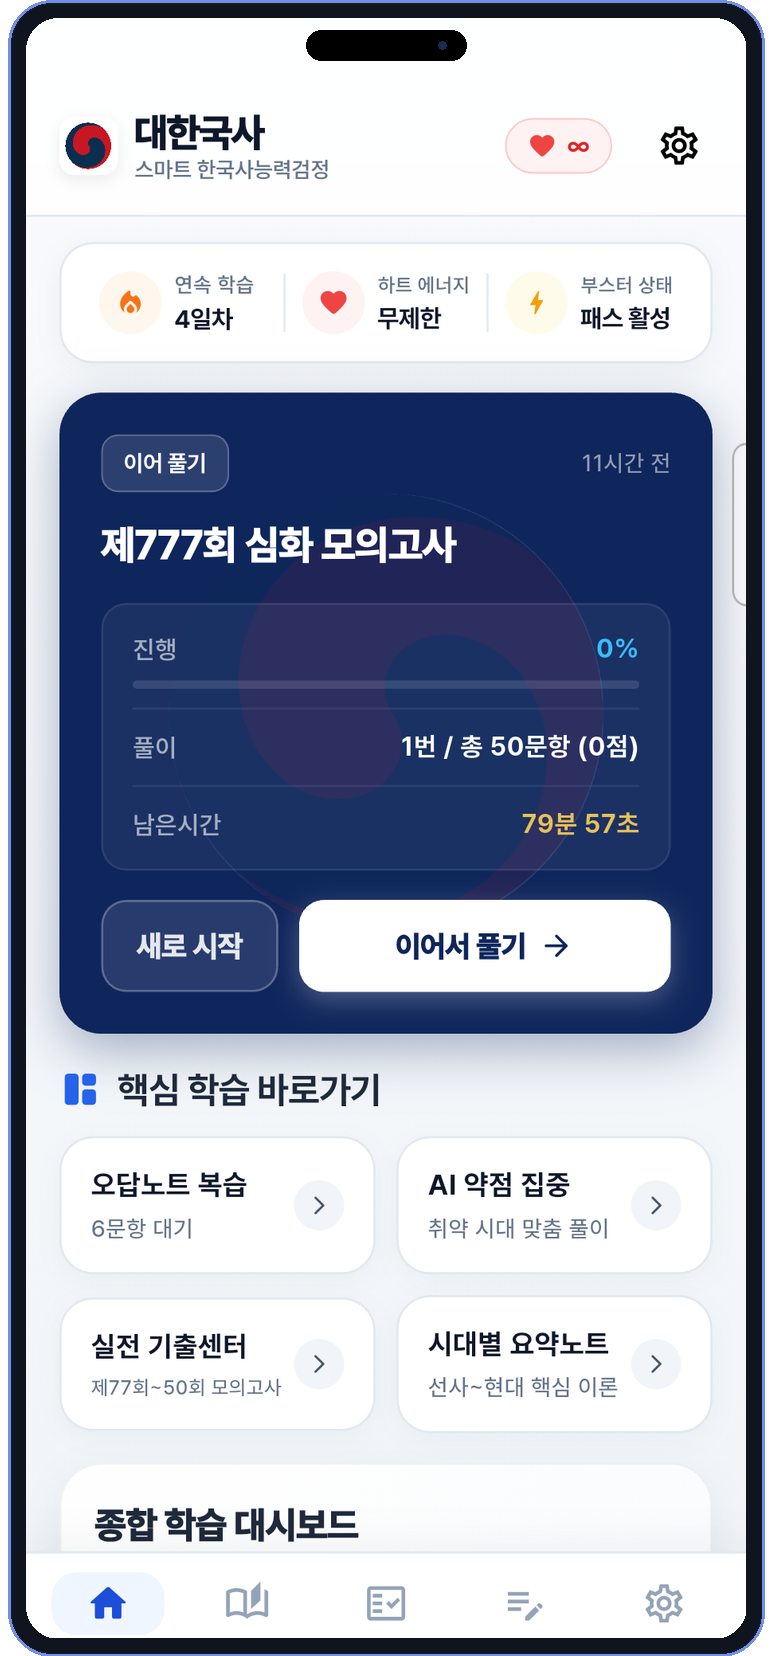 대한국사
스마트 한국사능력검정
∞
연속 학습
4일차
하트 에너지
무제한
부스터 상태
패스 활성
이어 풀기
11시간 전
제777회 심화 모의고사
진행
0%
풀이
1번 / 총 50문항 (0점)
남은시간
79분 57초
새로 시작
이어서 풀기 →
핵심 학습 바로가기
오답노트 복습
6문항 대기
AI 약점 집중
취약 시대 맞춤 풀이
실전 기출센터
제77회~50회 모의고사
시대별 요약노트
선사~현대 핵심 이론
종합 학습 대시보드